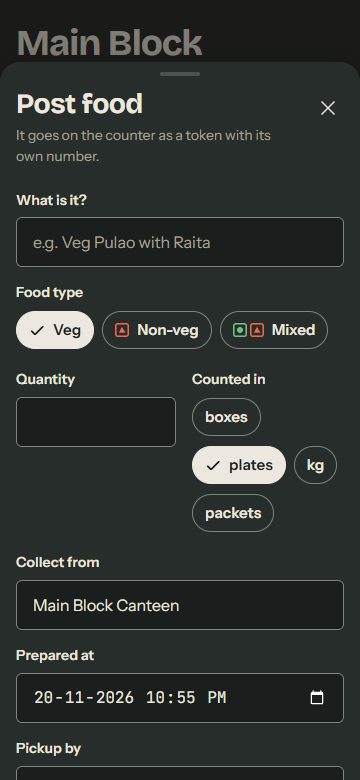 Main Block
Post food
It goes on the counter as a token with its
own number.
What is it?
e.g. Veg Pulao with Raita
Food type
Veg
Non-veg
Mixed
Quantity
Counted in
boxes
plates
kg
packets
Collect from
Main Block Canteen
Prepared at
20-11-2026 10:55 PM
Pickup by